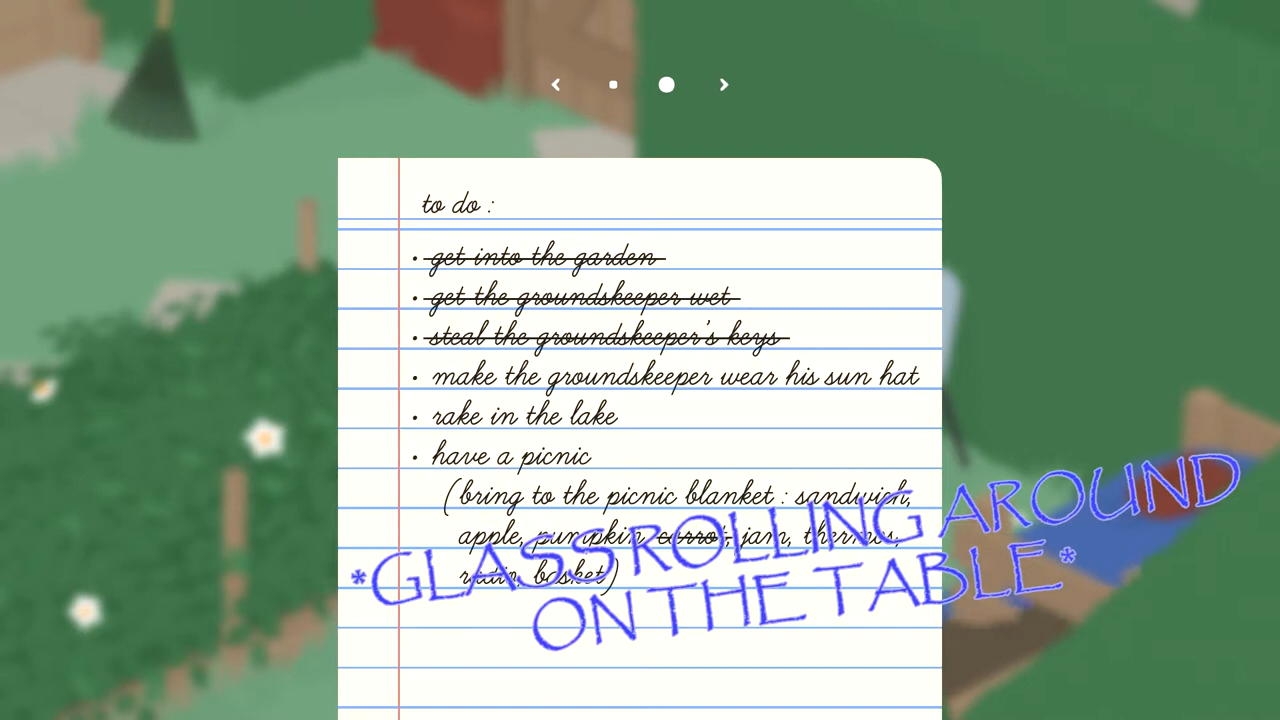 to do :
• get into the garden
• get the groundskeeper wet
• steal the groundskeeper's keys
• make the groundskeeper wear his sun hat
• rake in the lake
• have a picnic
(bring to the picnic blanket : sandwich,
apple, pumpkin, carrot, jam, thermos,
radio, basket)
*GLASS ROLLING AROUND
ON THE TABLE*